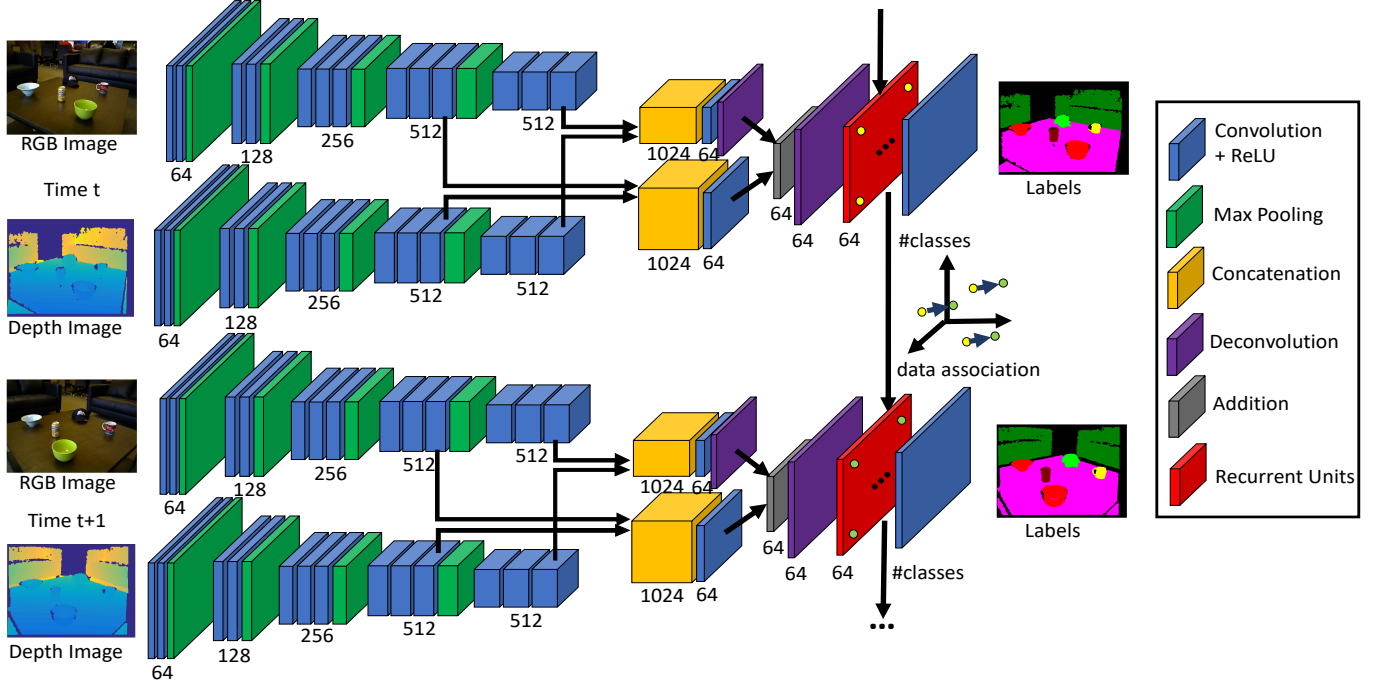 RGB Image
64
128
256
512
512
Time t
Depth Image
64
128
256
512
512
1024
64
1024
64
64
64
64
#classes
Labels
data association
RGB Image
64
128
256
512
512
Time t+1
Depth Image
64
128
256
512
512
1024
64
1024
64
64
64
64
#classes
Labels
Convolution
+ ReLU
Max Pooling
Concatenation
Deconvolution
Addition
Recurrent Units